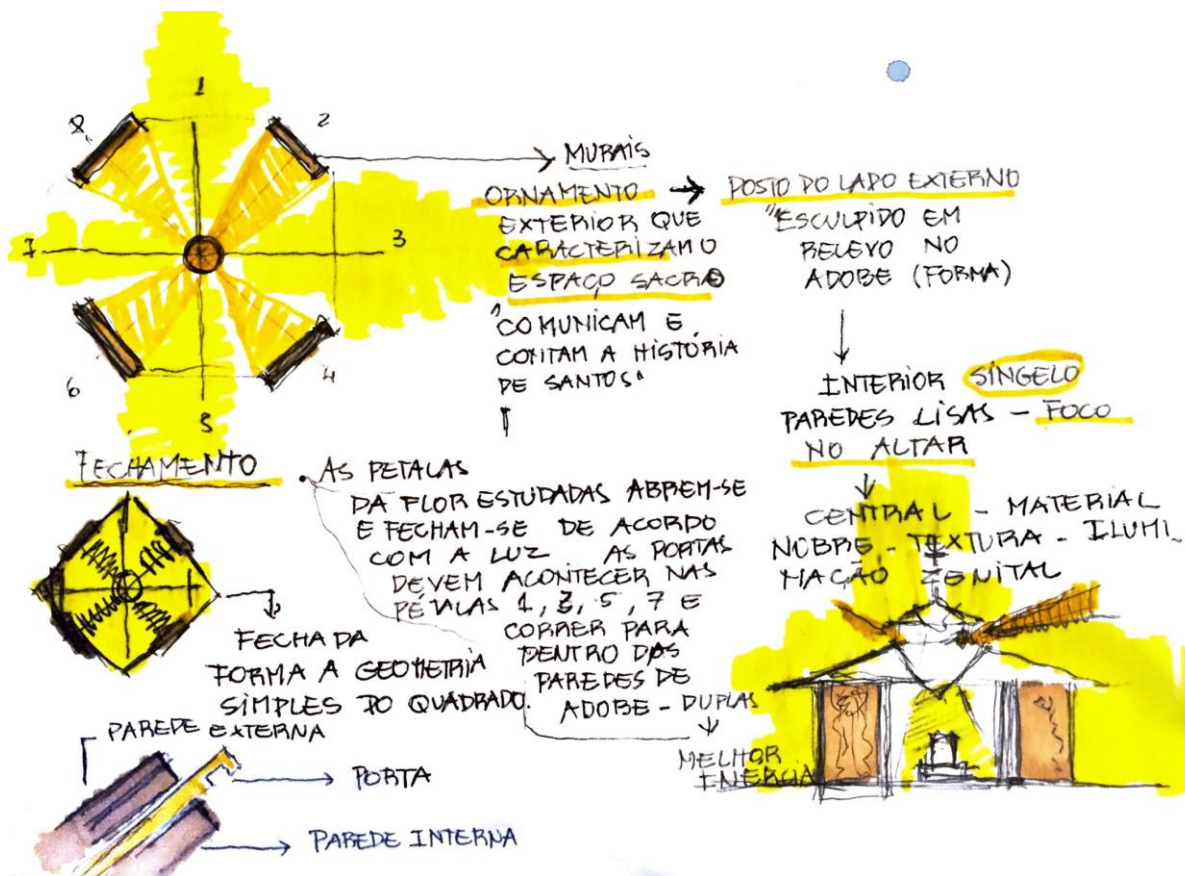 1
8
2
7
3
6
4
5
MURAIS
ORNAMENTO
EXTERIOR QUE
CARACTERIZAM O
ESPAÇO SACRO
"COMUNICAM E
CONTAM A HISTÓRIA
DE SANTOS"
POSTO DO LADO EXTERNO
"ESCULPIDO EM
RELEVO NO
ADOBE (FORMA)
INTERIOR SINGELO
PAREDES LISAS - FOCO
NO ALTAR
CENTRAL - MATERIAL
NOBRE - TEXTURA - ILUMI
NAÇÃO ZENITAL
FECHAMENTO
• AS PETALAS
DA FLOR ESTUDADAS ABREM-SE
E FECHAM-SE DE ACORDO
COM A LUZ AS PORTAS
DEVEM ACONTECER NAS
PÉTALAS 1, 3, 5, 7 E
CORRER PARA
DENTRO DAS
PAREDES DE
ADOBE - DUPLAS
MELHOR
INERCIA
FECHADA
FORMA A GEOMETRIA
SIMPLES DO QUADRADO.
PAREDE EXTERNA
PORTA
PAREDE INTERNA